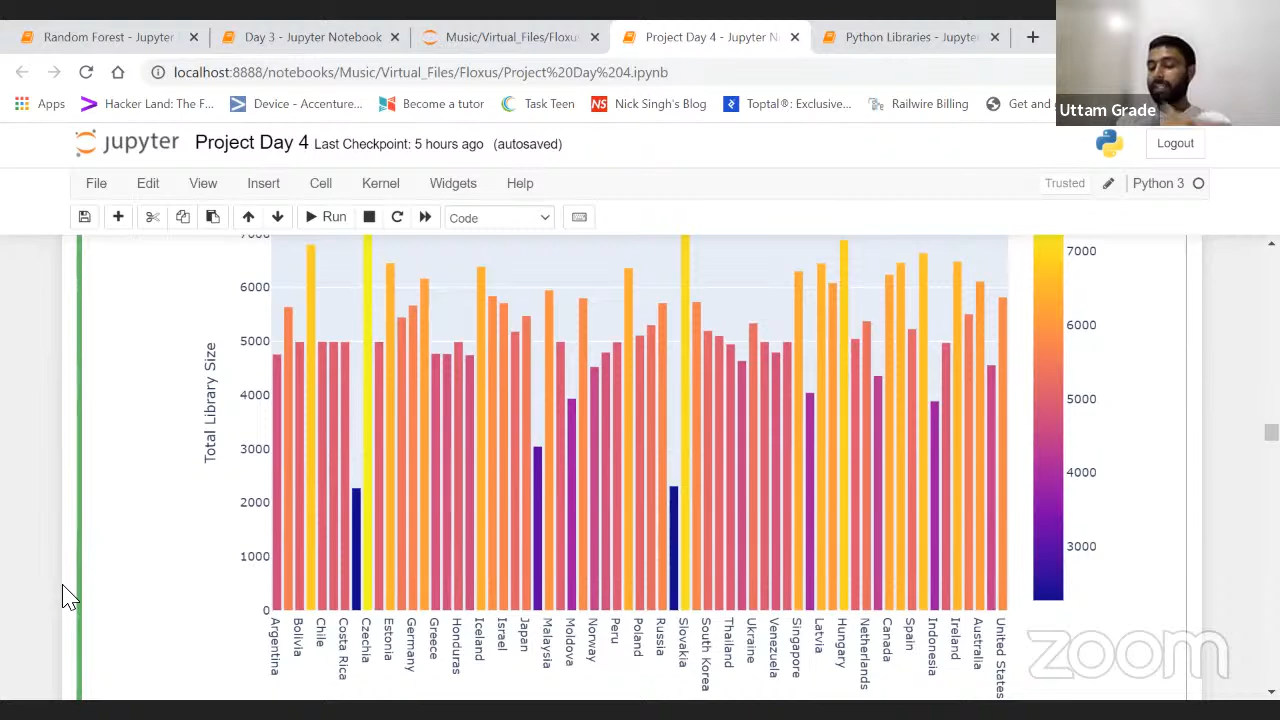 Random Forest - Jupyter
Day 3 - Jupyter Notebook
Music/Virtual_Files/Floxus
Project Day 4 - Jupyter N
Python Libraries - Jupyte
localhost:8888/notebooks/Music/Virtual_Files/Floxus/Project%20Day%204.ipynb
Apps
Hacker Land: The F...
Device - Accenture...
Become a Tutor
Task Teen
NS Nick Singh's Blog
Toptal®: Exclusive...
Railwire Billing
Get and
Uttam Grade
jupyter Project Day 4 Last Checkpoint: 5 hours ago (autosaved)
Logout
File Edit View Insert Cell Kernel Widgets Help
Trusted
Python 3
Run
Code
7000
6000
5000
4000
3000
2000
1000
0
Total Library Size
Argentina
Bolivia
Chile
Costa Rica
Czechia
Estonia
Germany
Greece
Honduras
Iceland
Israel
Japan
Malaysia
Moldova
Norway
Peru
Poland
Russia
Slovakia
South Korea
Thailand
Ukraine
Venezuela
Singapore
Latvia
Hungary
Netherlands
Canada
Spain
Indonesia
Ireland
Australia
United States
7000
6000
5000
4000
3000
zoom